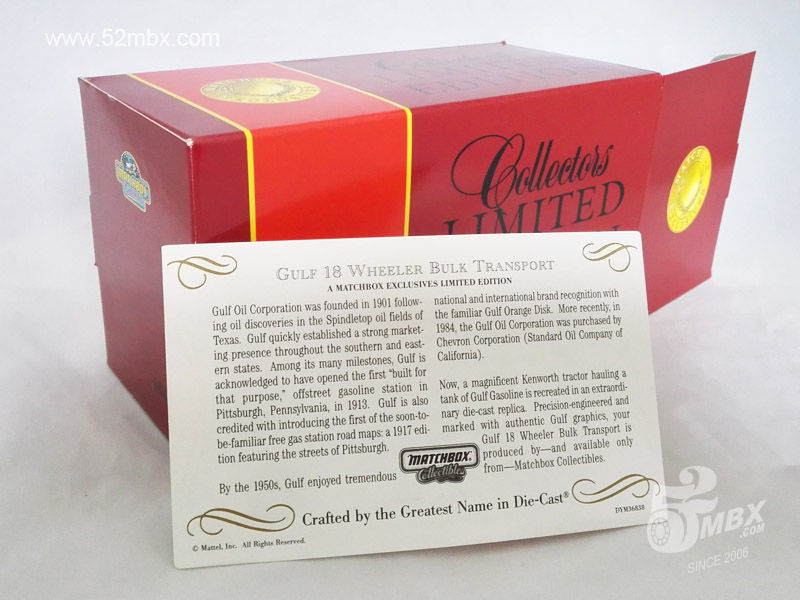 www.52mbx.com
MATCHBOX
Collectors
LIMITED
GULF 18 WHEELER BULK TRANSPORT
A MATCHBOX EXCLUSIVES LIMITED EDITION
Gulf Oil Corporation was founded in 1901 follow-
ing oil discoveries in the Spindletop oil fields of
Texas. Gulf quickly established a strong market-
ing presence throughout the southern and east-
ern states. Among its many milestones, Gulf is
acknowledged to have opened the first "built for
that purpose," offstreet gasoline station in
Pittsburgh, Pennsylvania, in 1913. Gulf is also
credited with introducing the first of the soon-to-
be-familiar free gas station road maps: a 1917 edi-
tion featuring the streets of Pittsburgh.
By the 1950s, Gulf enjoyed tremendous
national and international brand recognition with
the familiar Gulf Orange Disk. More recently, in
1984, the Gulf Oil Corporation was purchased by
Chevron Corporation (Standard Oil Company of
California).
Now, a magnificent Kenworth tractor hauling a
tank of Gulf Gasoline is recreated in an extraordi-
nary die-cast replica. Precision-engineered and
marked with authentic Gulf graphics, your
Gulf 18 Wheeler Bulk Transport is
produced by—and available only
from—Matchbox Collectibles.
MATCHBOX
Collectibles
Crafted by the Greatest Name in Die-Cast®
© Mattel, Inc. All Rights Reserved.
DYM36838
52MBX.COM
SINCE 2006